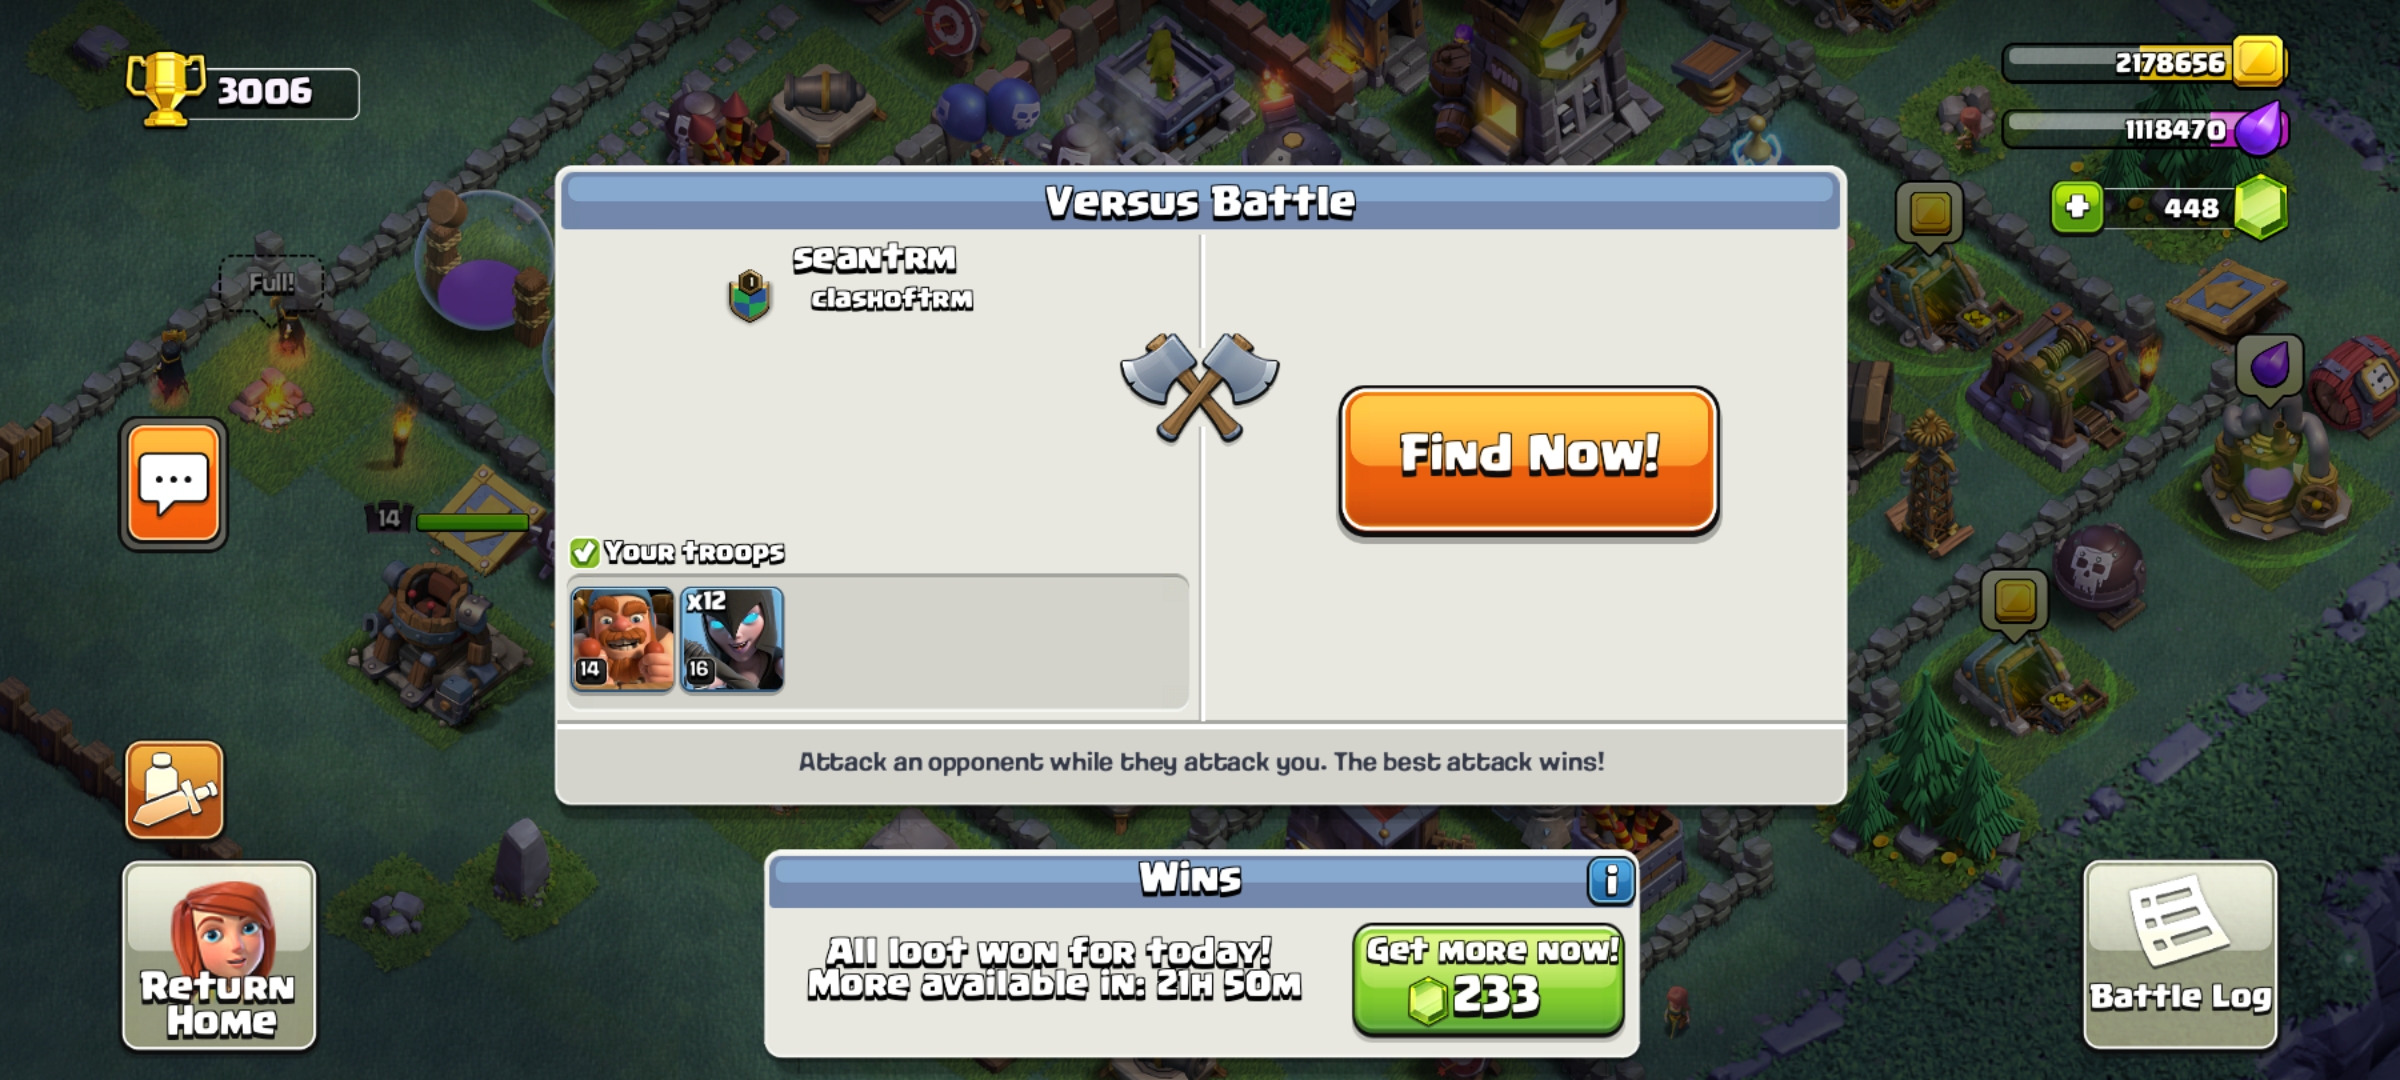 3006
2178656
1118470
448
Full!
14
Versus Battle
seantrm
clashoftrm
1
Find Now!
Your troops
14
x12
16
Attack an opponent while they attack you. The best attack wins!
Wins
i
All loot won for today!
More available in: 21H 50M
Get more now!
233
Return
Home
Battle Log